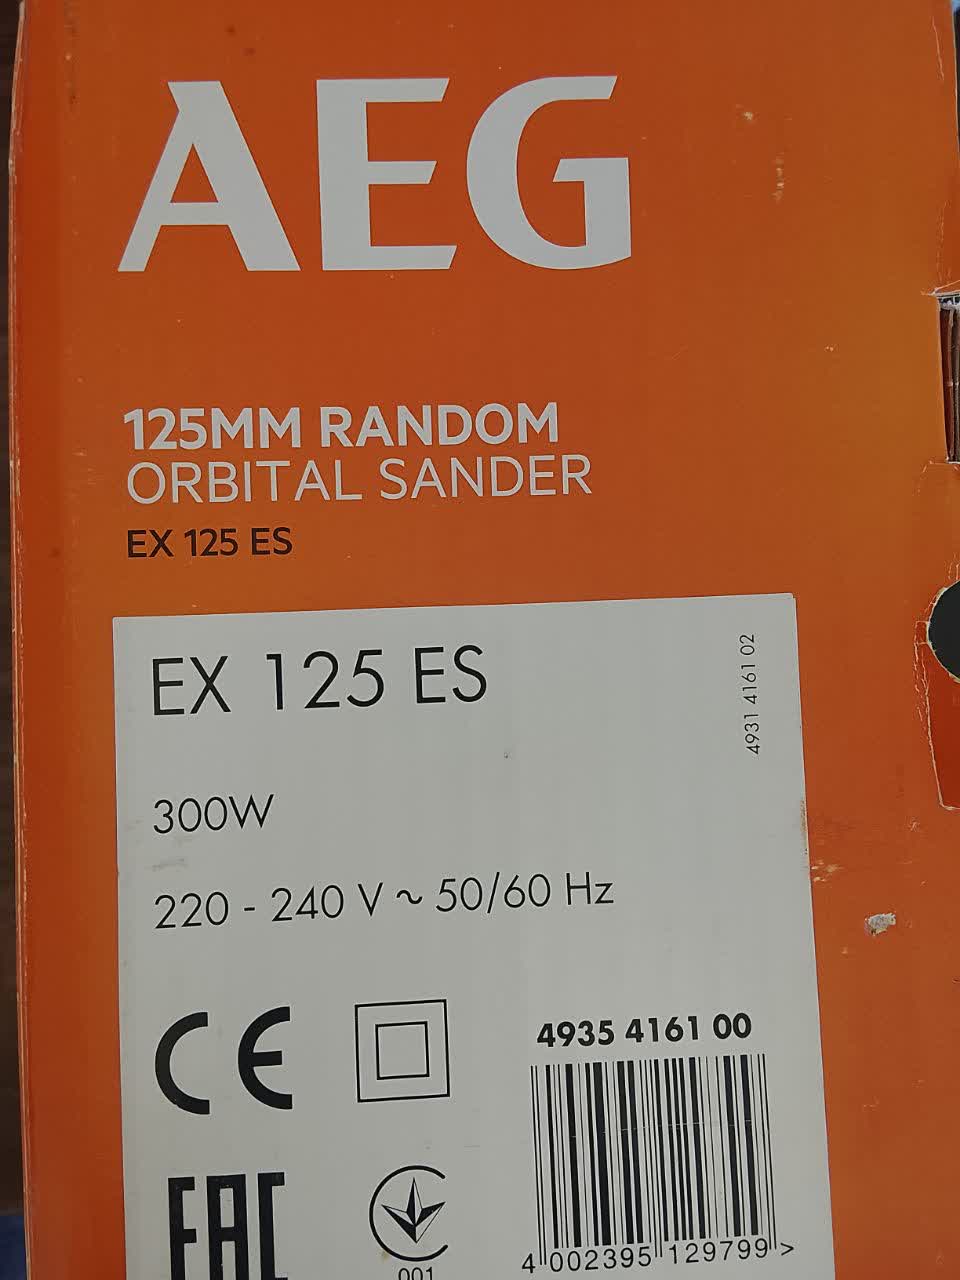 AEG
125MM RANDOM
ORBITAL SANDER
EX 125 ES
EX 125 ES
4931 4161 02
300W
220 - 240 V ~ 50/60 Hz
CE
4935 4161 00
EAC
001
4 002395 129799 >